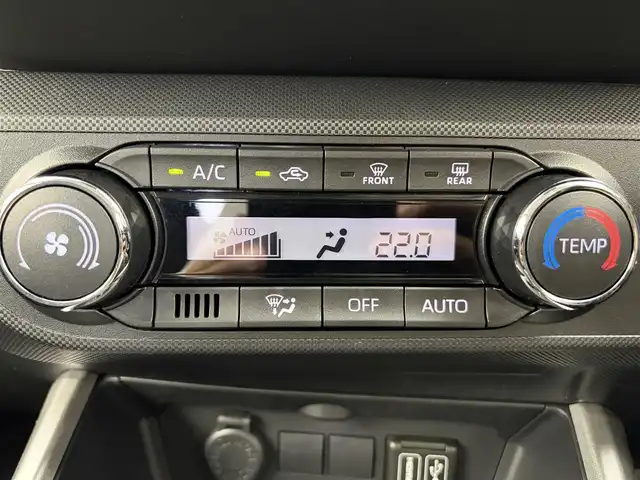 A/C
FRONT
REAR
AUTO
22.0
TEMP
OFF
AUTO